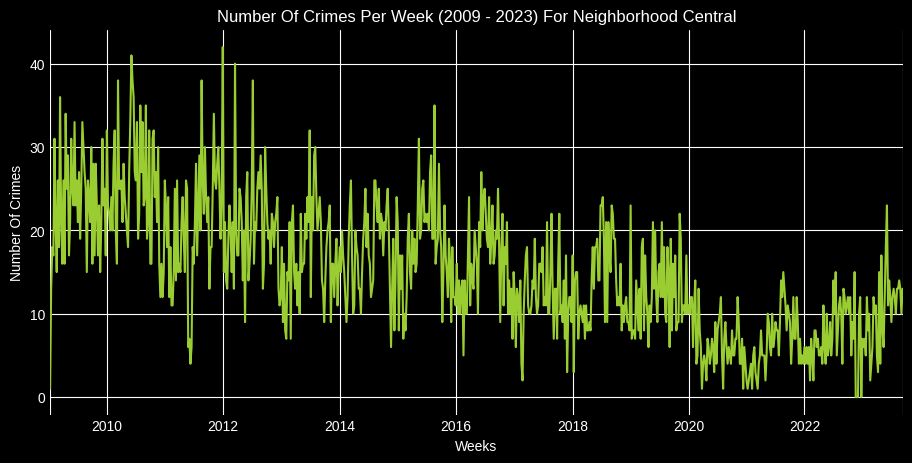 Number Of Crimes Per Week (2009 - 2023) For Neighborhood Central
40
30
20
10
0
Number Of Crimes
2010 2012 2014 2016 2018 2020 2022
Weeks